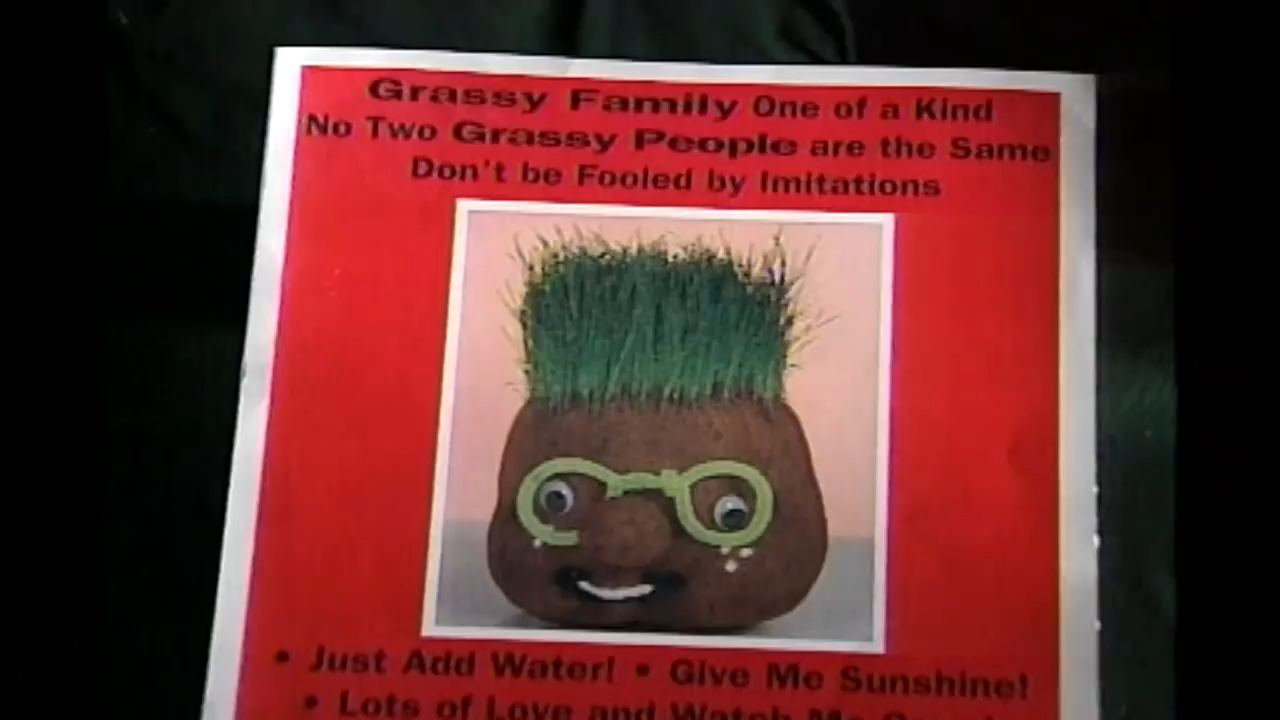 Grassy Family One of a Kind
No Two Grassy People are the Same
Don't be Fooled by Imitations
• Just Add Water! • Give Me Sunshine!
• Lots of Love and Watch Me